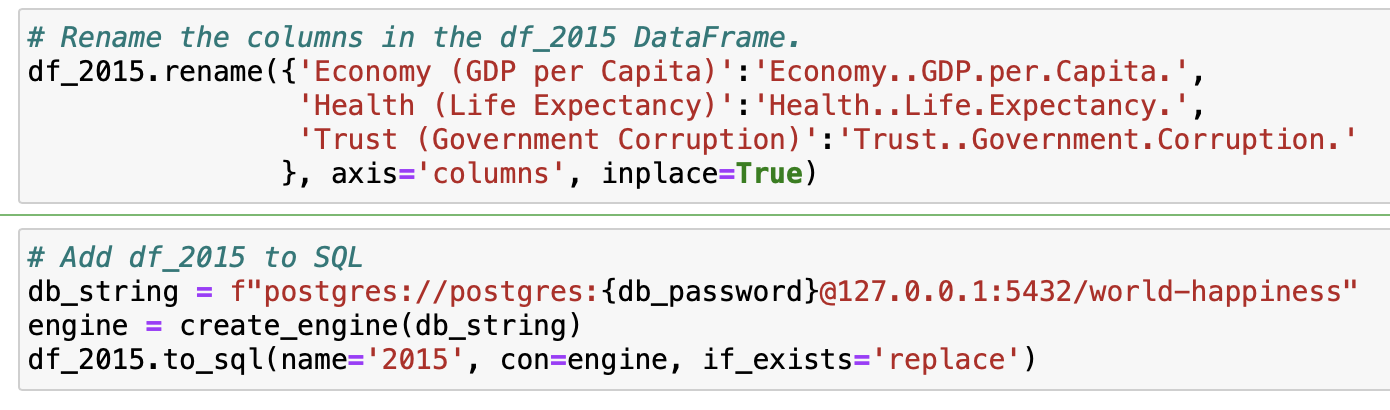 # Rename the columns in the df_2015 DataFrame.
df_2015.rename({'Economy (GDP per Capita)':'Economy..GDP.per.Capita.',
                'Health (Life Expectancy)':'Health..Life.Expectancy.',
                'Trust (Government Corruption)':'Trust..Government.Corruption.'
               }, axis='columns', inplace=True)
# Add df_2015 to SQL
db_string = f"postgres://postgres:{db_password}@127.0.0.1:5432/world-happiness"
engine = create_engine(db_string)
df_2015.to_sql(name='2015', con=engine, if_exists='replace')